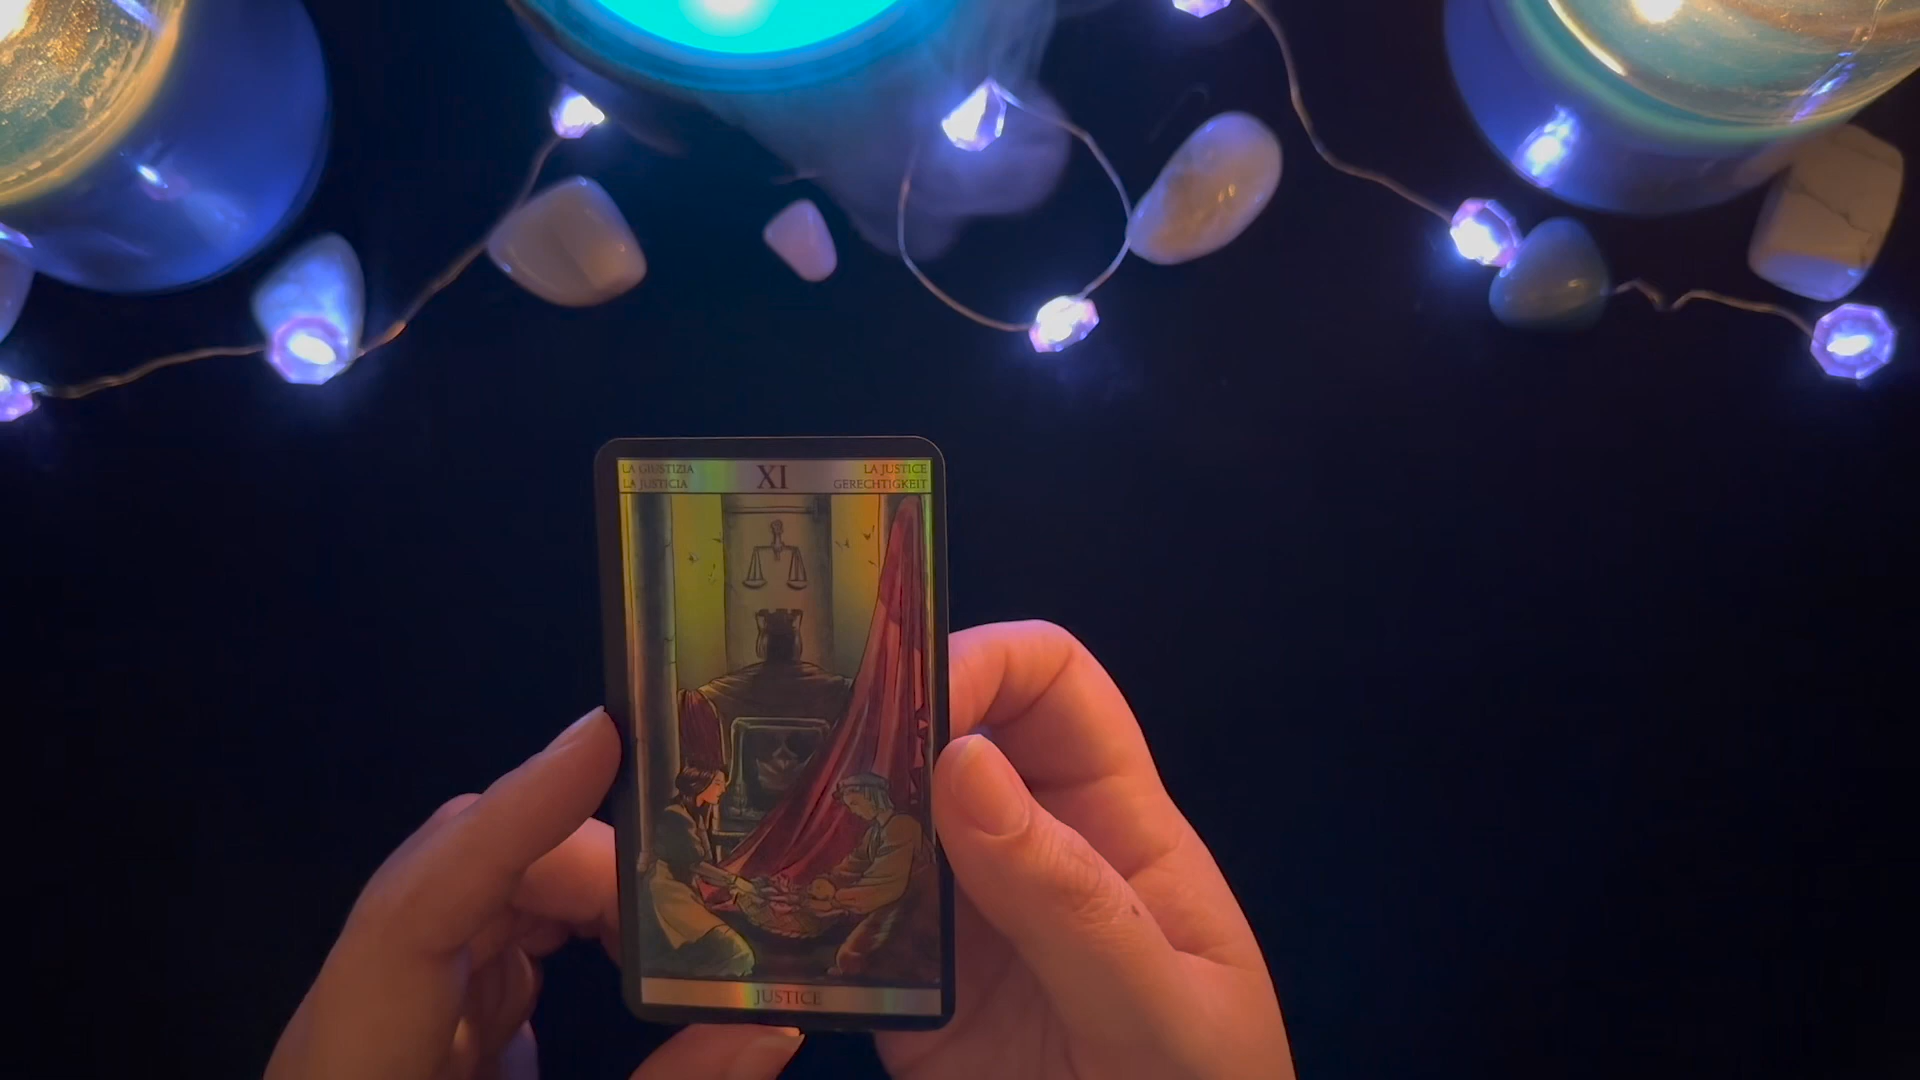 LA GIUSTIZIA
LA JUSTICIA
XI
LA JUSTICE
GERECHTIGKEIT
JUSTICE